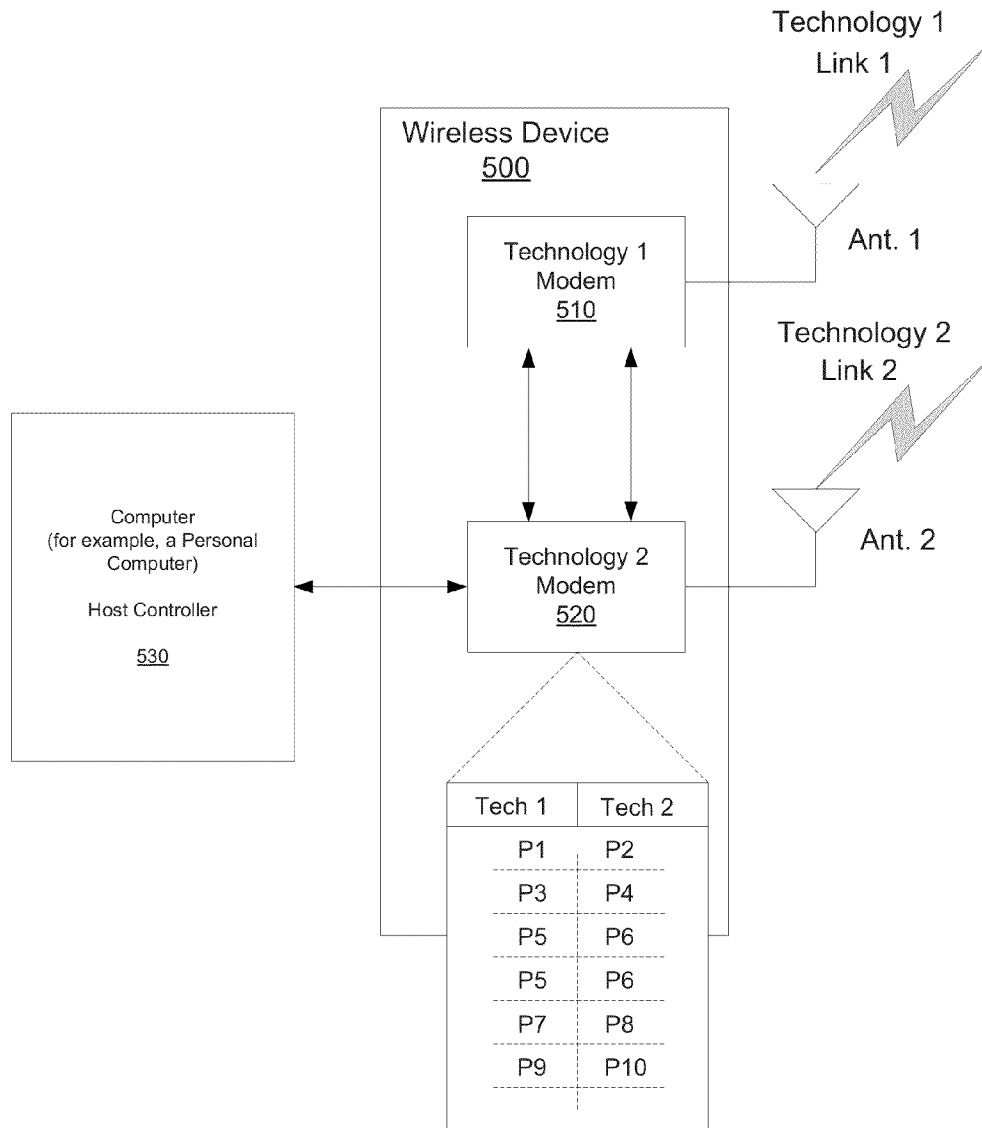 Technology 1
Link 1
Wireless Device
500
Technology 1
Modem
510
Ant. 1
Technology 2
Link 2
Computer
(for example, a Personal
Computer)
Host Controller
530
Technology 2
Modem
520
Ant. 2
Tech 1 Tech 2
P1 P2
P3 P4
P5 P6
P5 P6
P7 P8
P9 P10